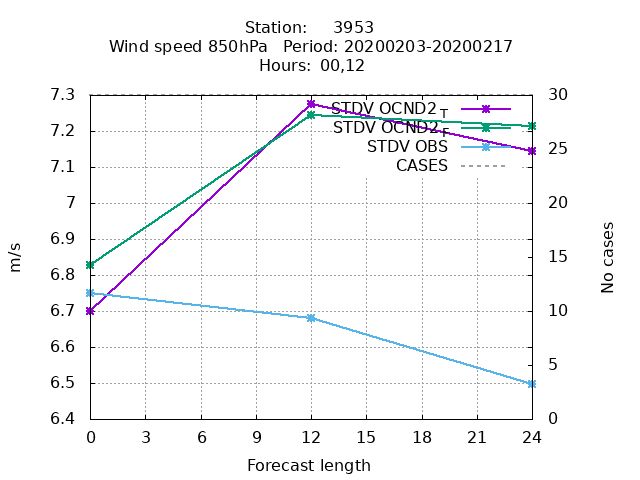 Station: 3953
Wind speed 850hPa Period: 20200203-20200217
Hours: 00,12
7.3
7.2
7.1
7
6.9
6.8
6.7
6.6
6.5
6.4
m/s
30
25
20
15
10
5
0
No cases
STDV OCND2_T
STDV OCND2_F
STDV OBS
CASES
0 3 6 9 12 15 18 21 24
Forecast length